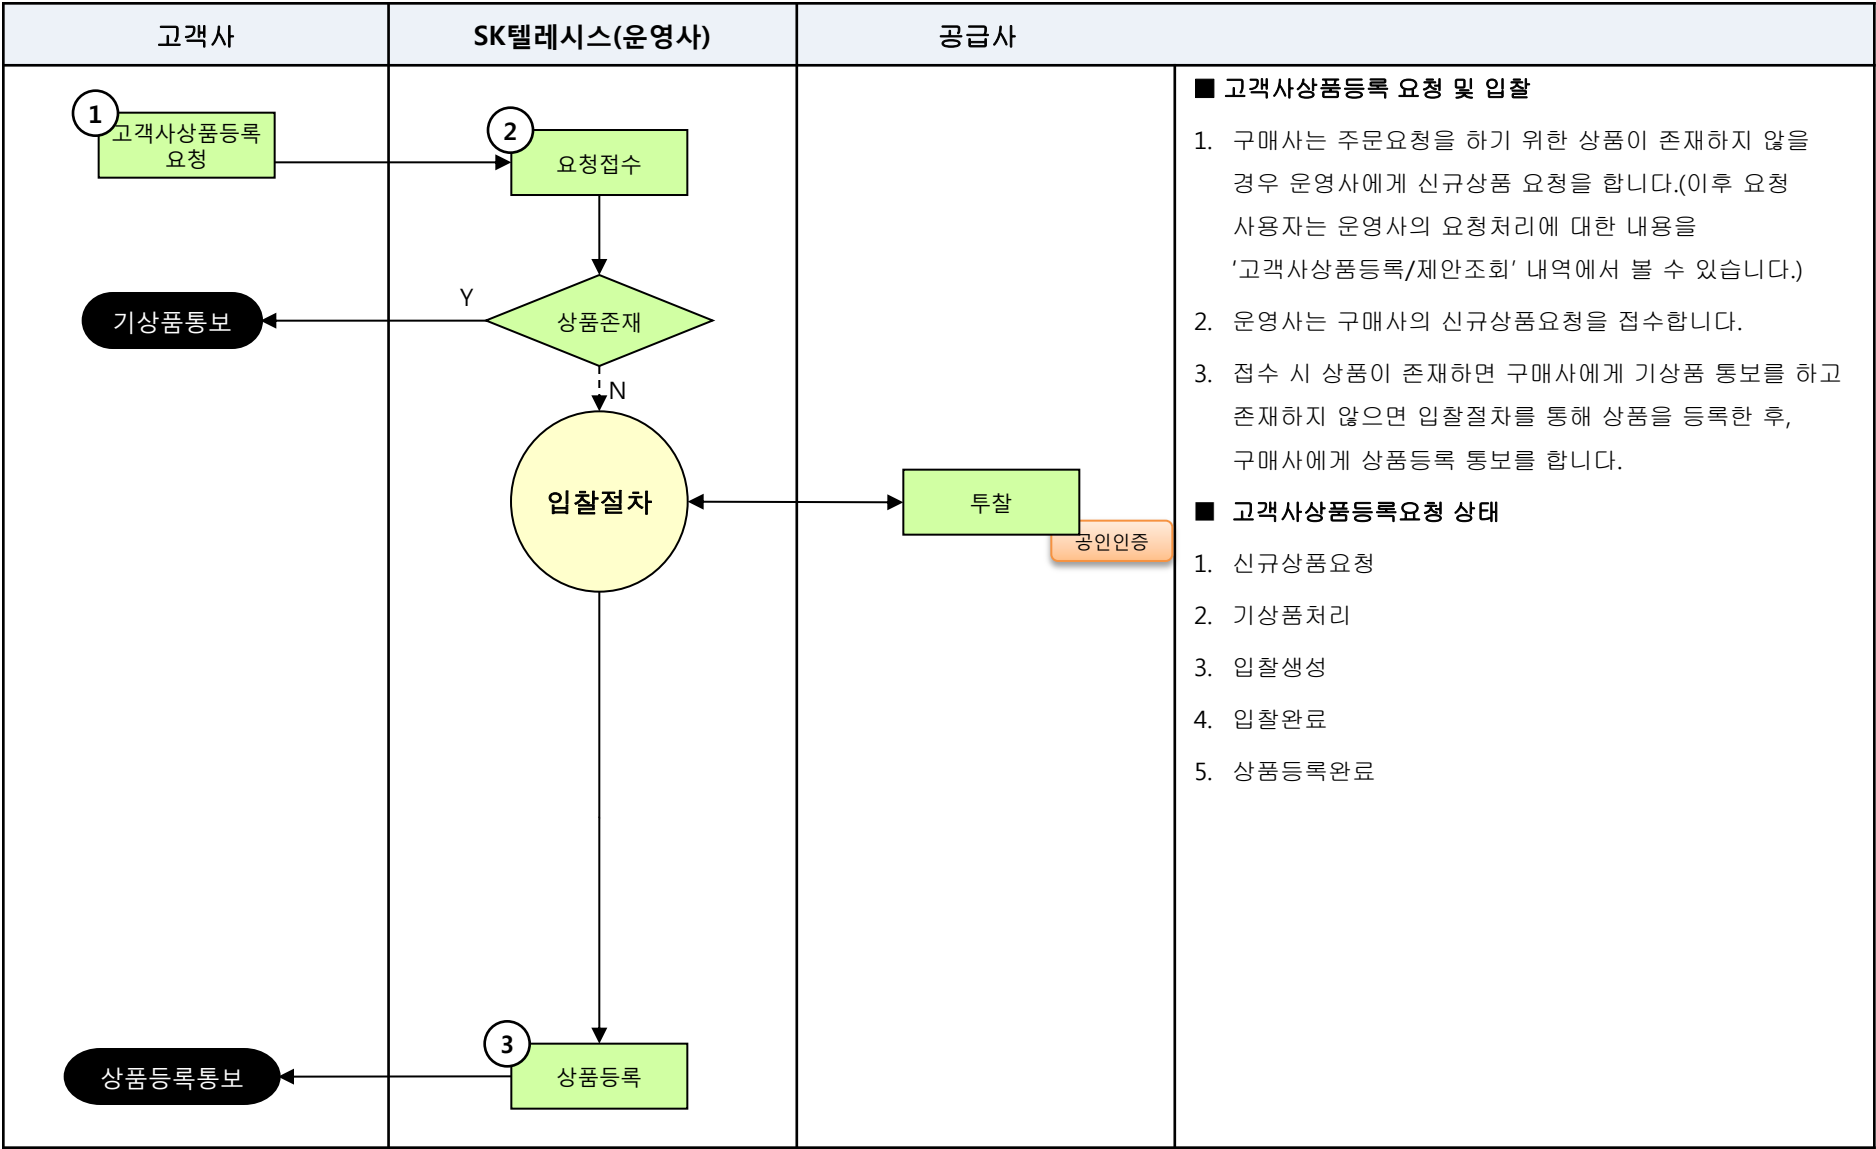 고객사
SK텔레시스(운영사)
공급사
1
고객사상품등록
요청
2
요청접수
Y
기상품통보
상품존재
N
입찰절차
투찰
공인인증
3
상품등록통보
상품등록
■ 고객사상품등록 요청 및 입찰
1. 구매사는 주문요청을 하기 위한 상품이 존재하지 않을
경우 운영사에게 신규상품 요청을 합니다.(이후 요청
사용자는 운영사의 요청처리에 대한 내용을
‘고객사상품등록/제안조회’ 내역에서 볼 수 있습니다.)
2. 운영사는 구매사의 신규상품요청을 접수합니다.
3. 접수 시 상품이 존재하면 구매사에게 기상품 통보를 하고
존재하지 않으면 입찰절차를 통해 상품을 등록한 후,
구매사에게 상품등록 통보를 합니다.
■ 고객사상품등록요청 상태
1. 신규상품요청
2. 기상품처리
3. 입찰생성
4. 입찰완료
5. 상품등록완료